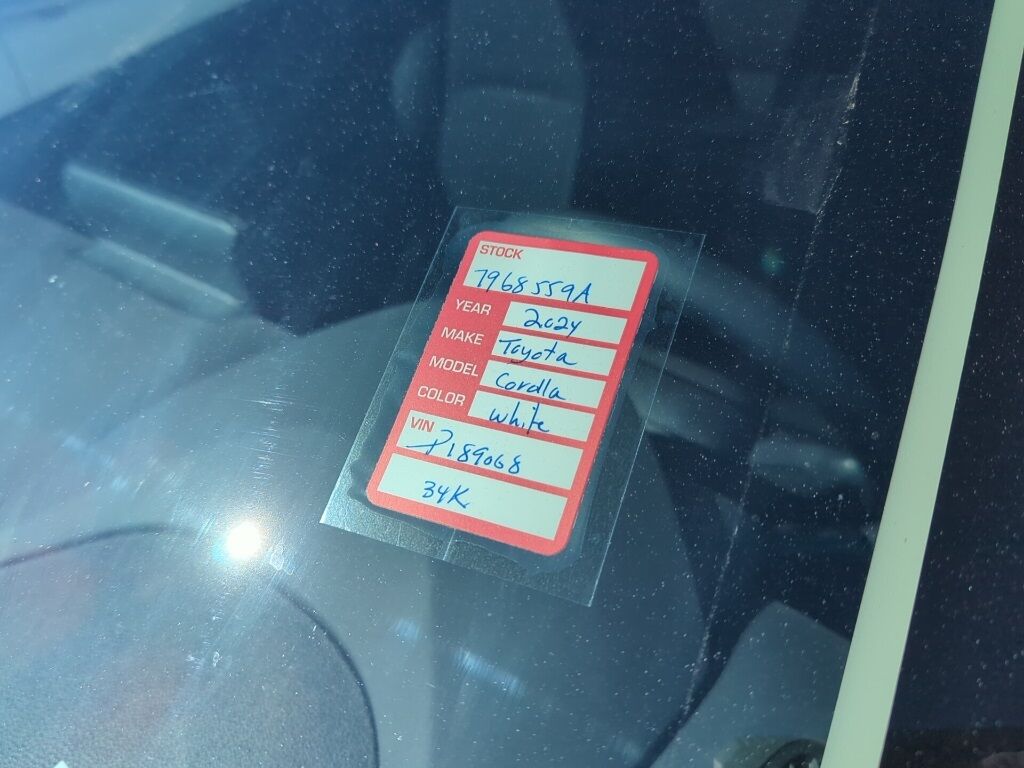 STOCK
7968559A
YEAR 2024
MAKE Toyota
MODEL Corolla
COLOR white
VIN
P189068
34K